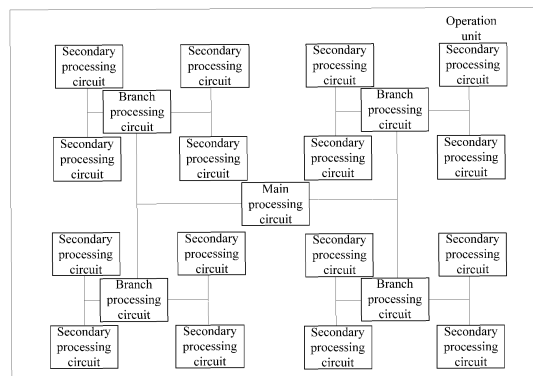 Operation
unit
Secondary
processing
circuit
Secondary
processing
circuit
Secondary
processing
circuit
Secondary
processing
circuit
Branch
processing
circuit
Branch
processing
circuit
Secondary
processing
circuit
Secondary
processing
circuit
Secondary
processing
circuit
Secondary
processing
circuit
Main
processing
circuit
Secondary
processing
circuit
Secondary
processing
circuit
Secondary
processing
circuit
Secondary
processing
circuit
Branch
processing
circuit
Branch
processing
circuit
Secondary
processing
circuit
Secondary
processing
circuit
Secondary
processing
circuit
Secondary
processing
circuit